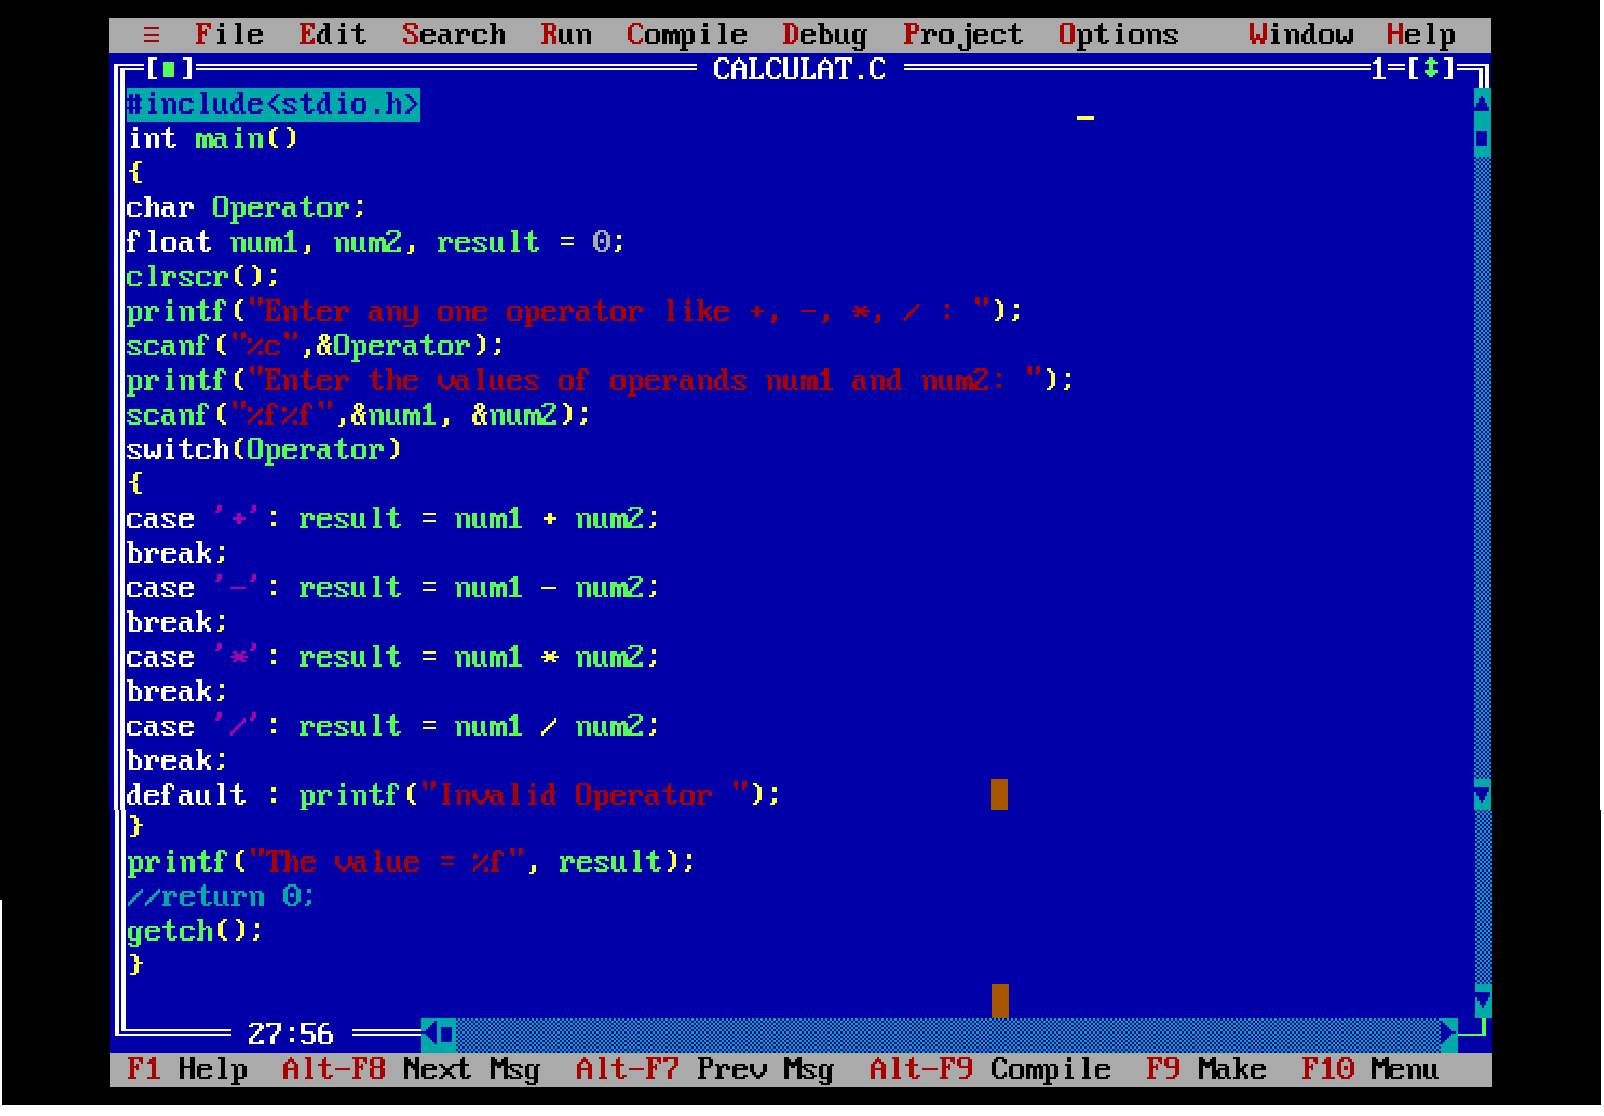 ≡ File Edit Search Run Compile Debug Project Options Window Help
[■] CALCULAT.C 1=[↕]
#include<stdio.h>
int main()
{
char Operator;
float num1, num2, result = 0;
clrscr();
printf("Enter any one operator like +, -, *, / : ");
scanf("%c",&Operator);
printf("Enter the values of operands num1 and num2: ");
scanf("%f%f",&num1, &num2);
switch(Operator)
{
case '+': result = num1 + num2;
break;
case '-': result = num1 - num2;
break;
case '*': result = num1 * num2;
break;
case '/': result = num1 / num2;
break;
default : printf("Invalid Operator ");
}
printf("The value = %f", result);
//return 0;
getch();
}
27:56
F1 Help Alt-F8 Next Msg Alt-F7 Prev Msg Alt-F9 Compile F9 Make F10 Menu